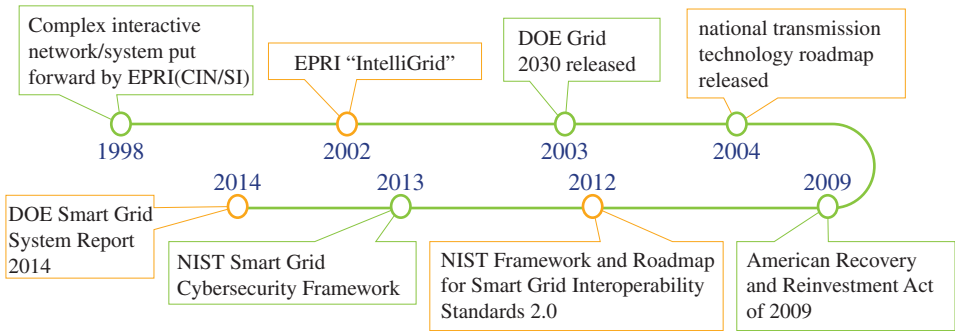 Complex interactive
network/system put
forward by EPRI(CIN/SI)
EPRI “IntelliGrid”
DOE Grid
2030 released
national transmission
technology roadmap
released
1998
2002
2003
2004
2014
2013
2012
2009
DOE Smart Grid
System Report
2014
NIST Smart Grid
Cybersecurity Framework
NIST Framework and Roadmap
for Smart Grid Interoperability
Standards 2.0
American Recovery
and Reinvestment Act
of 2009